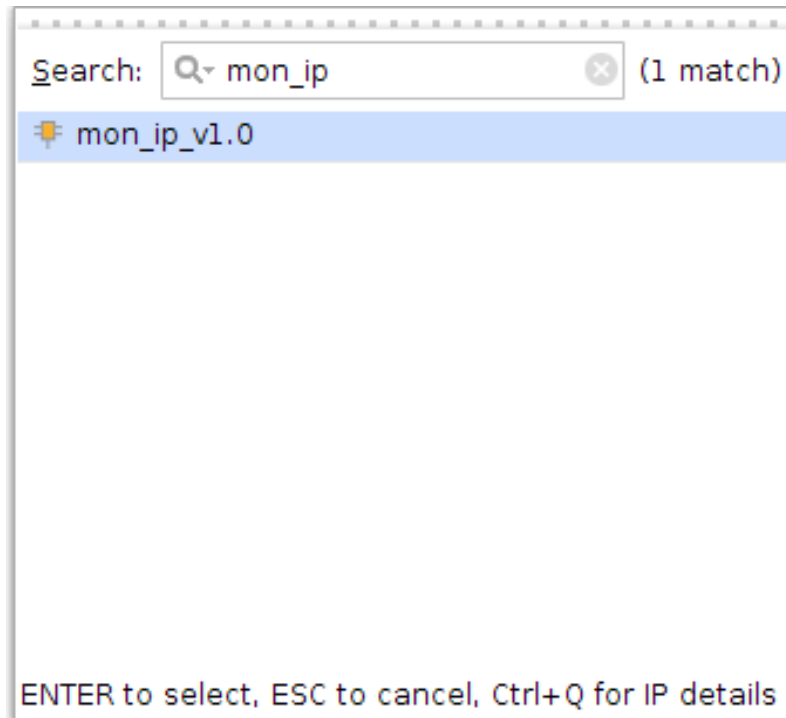 Search: mon_ip (1 match)
mon_ip_v1.0
ENTER to select, ESC to cancel, Ctrl+Q for IP details